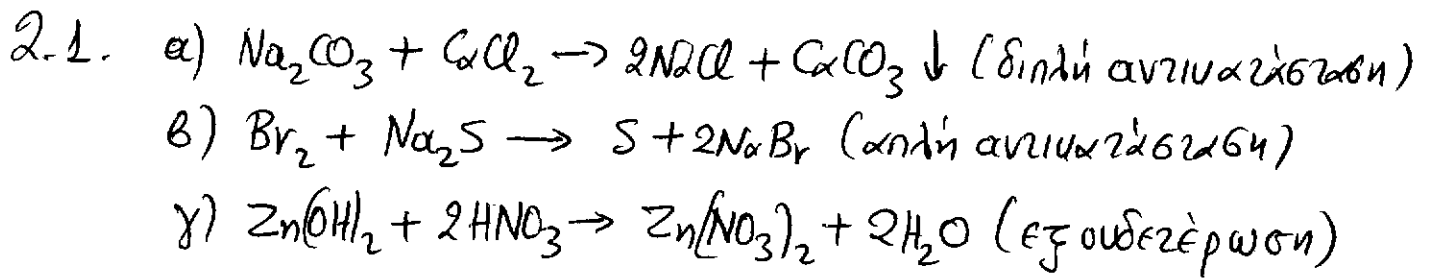 2.1. α) Na₂CO₃ + CaCl₂ → 2NaCl + CaCO₃ ↓ (διπλή αντικατάσταση)
β) Br₂ + Na₂S → S + 2NaBr (απλή αντικατάσταση)
γ) Zn(OH)₂ + 2HNO₃ → Zn(NO₃)₂ + 2H₂O (εξουδετέρωση)